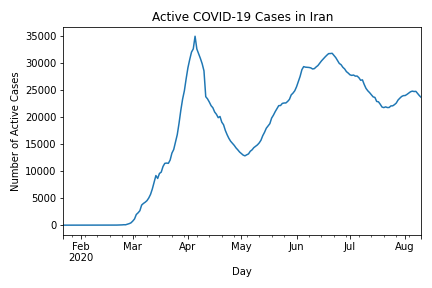 Active COVID-19 Cases in Iran
Number of Active Cases
35000
30000
25000
20000
15000
10000
5000
0
Feb Mar Apr May Jun Jul Aug
2020
Day